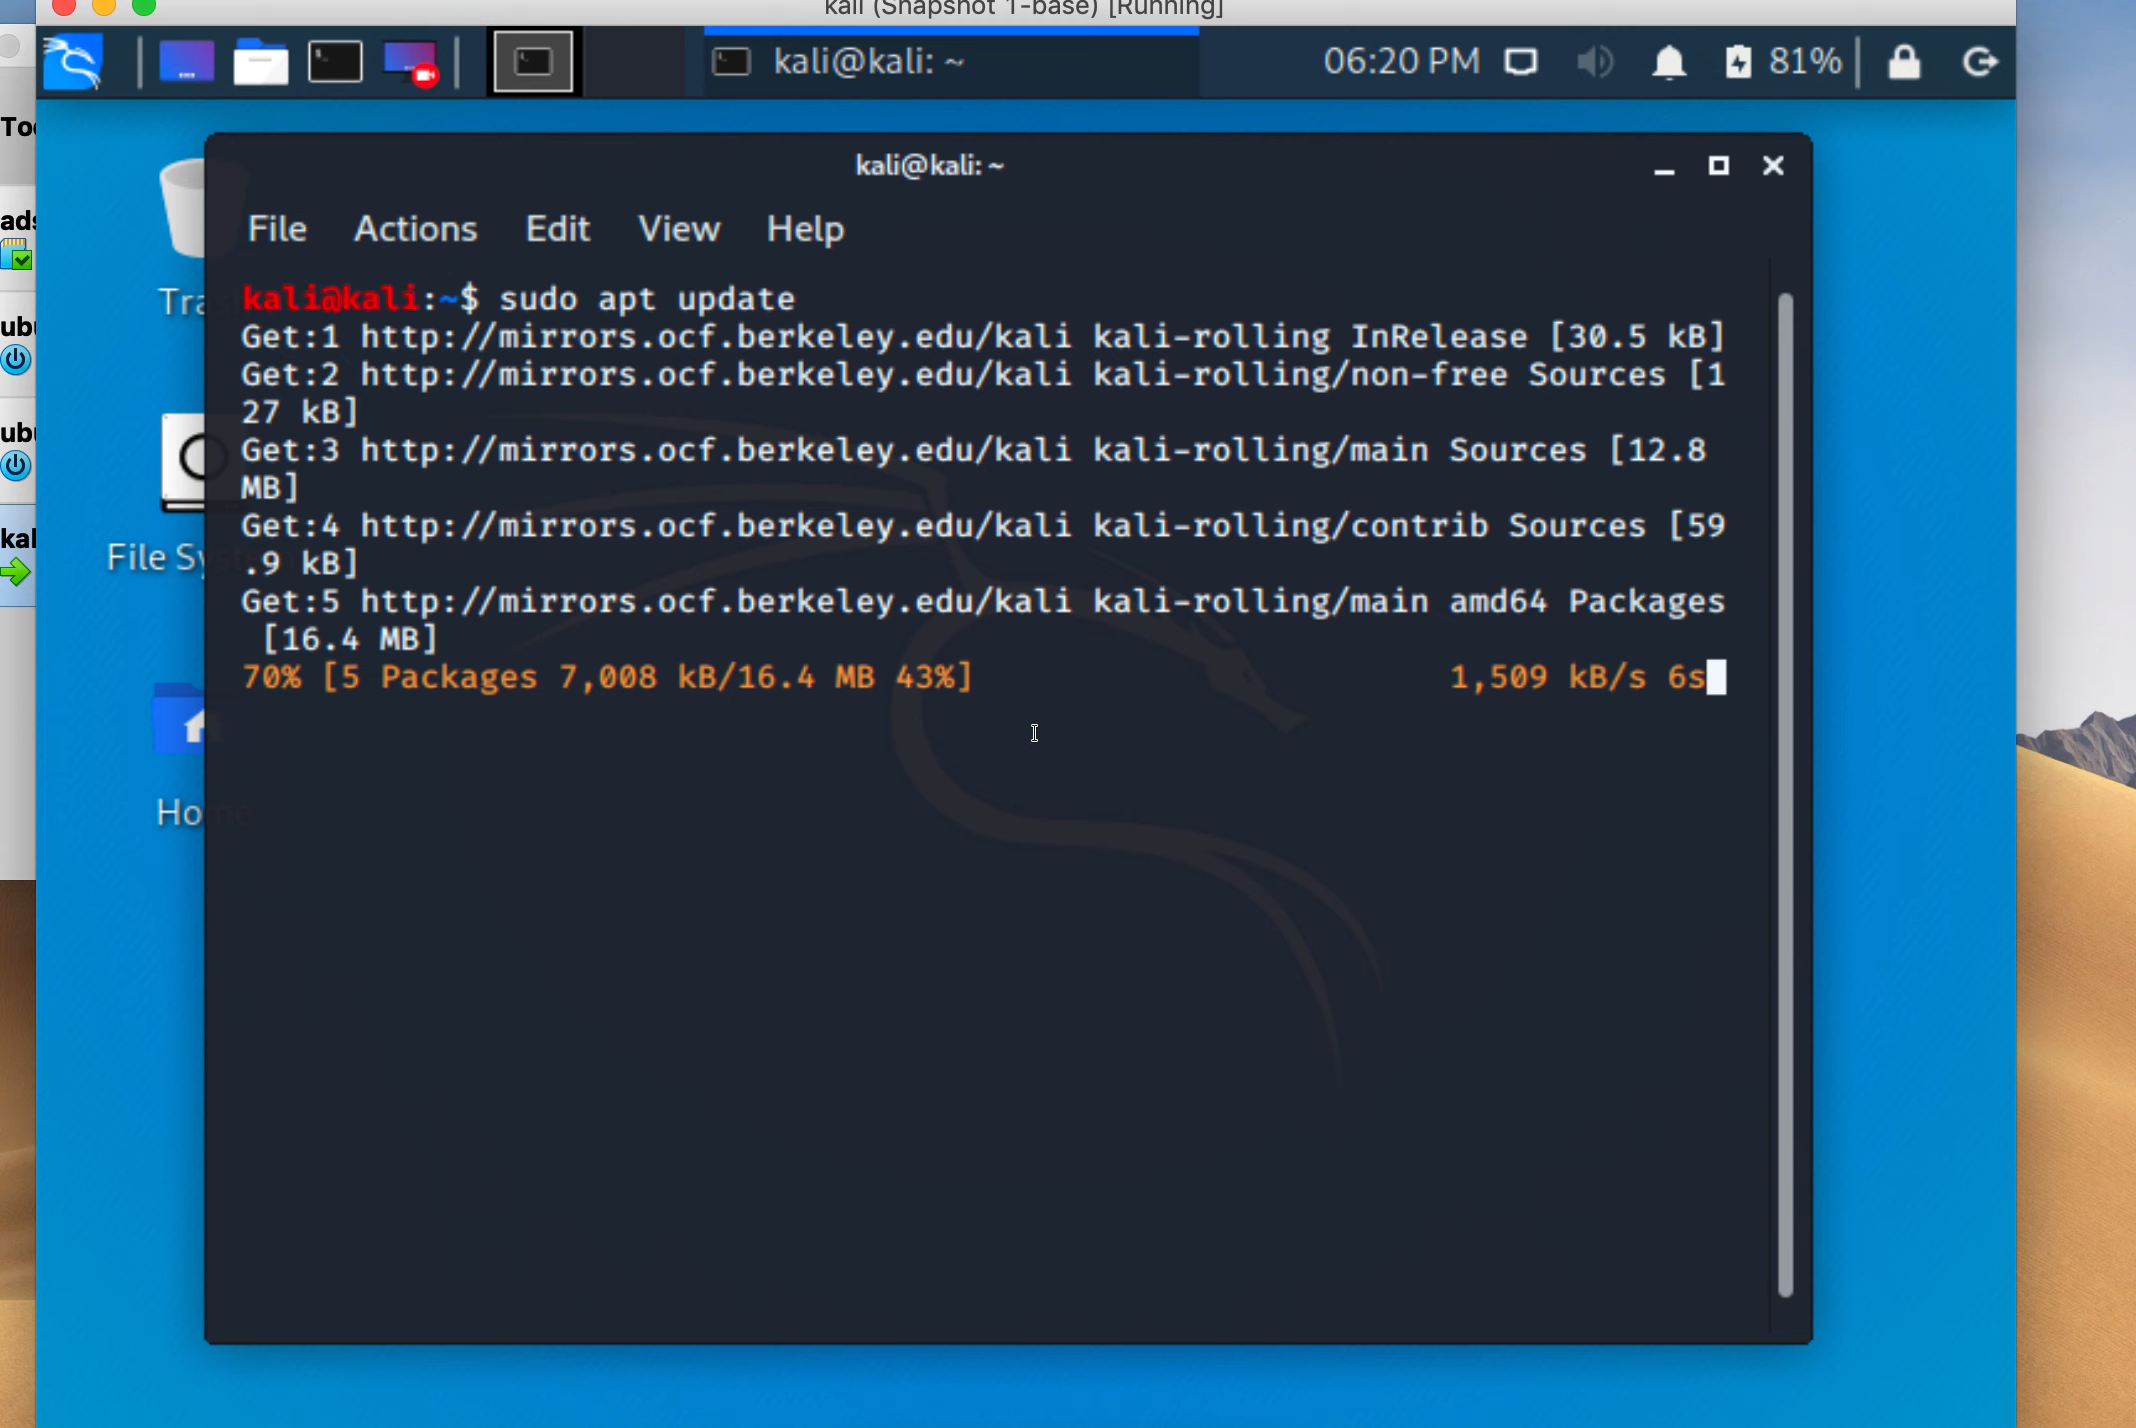 kali (Snapshot 1-base) [Running]
kali@kali: ~
06:20 PM
81%
kali@kali: ~
File Actions Edit View Help
kali@kali:~$ sudo apt update
Get:1 http://mirrors.ocf.berkeley.edu/kali kali-rolling InRelease [30.5 kB]
Get:2 http://mirrors.ocf.berkeley.edu/kali kali-rolling/non-free Sources [1
27 kB]
Get:3 http://mirrors.ocf.berkeley.edu/kali kali-rolling/main Sources [12.8
MB]
Get:4 http://mirrors.ocf.berkeley.edu/kali kali-rolling/contrib Sources [59
.9 kB]
Get:5 http://mirrors.ocf.berkeley.edu/kali kali-rolling/main amd64 Packages
[16.4 MB]
70% [5 Packages 7,008 kB/16.4 MB 43%] 1,509 kB/s 6s
File Sy
Home